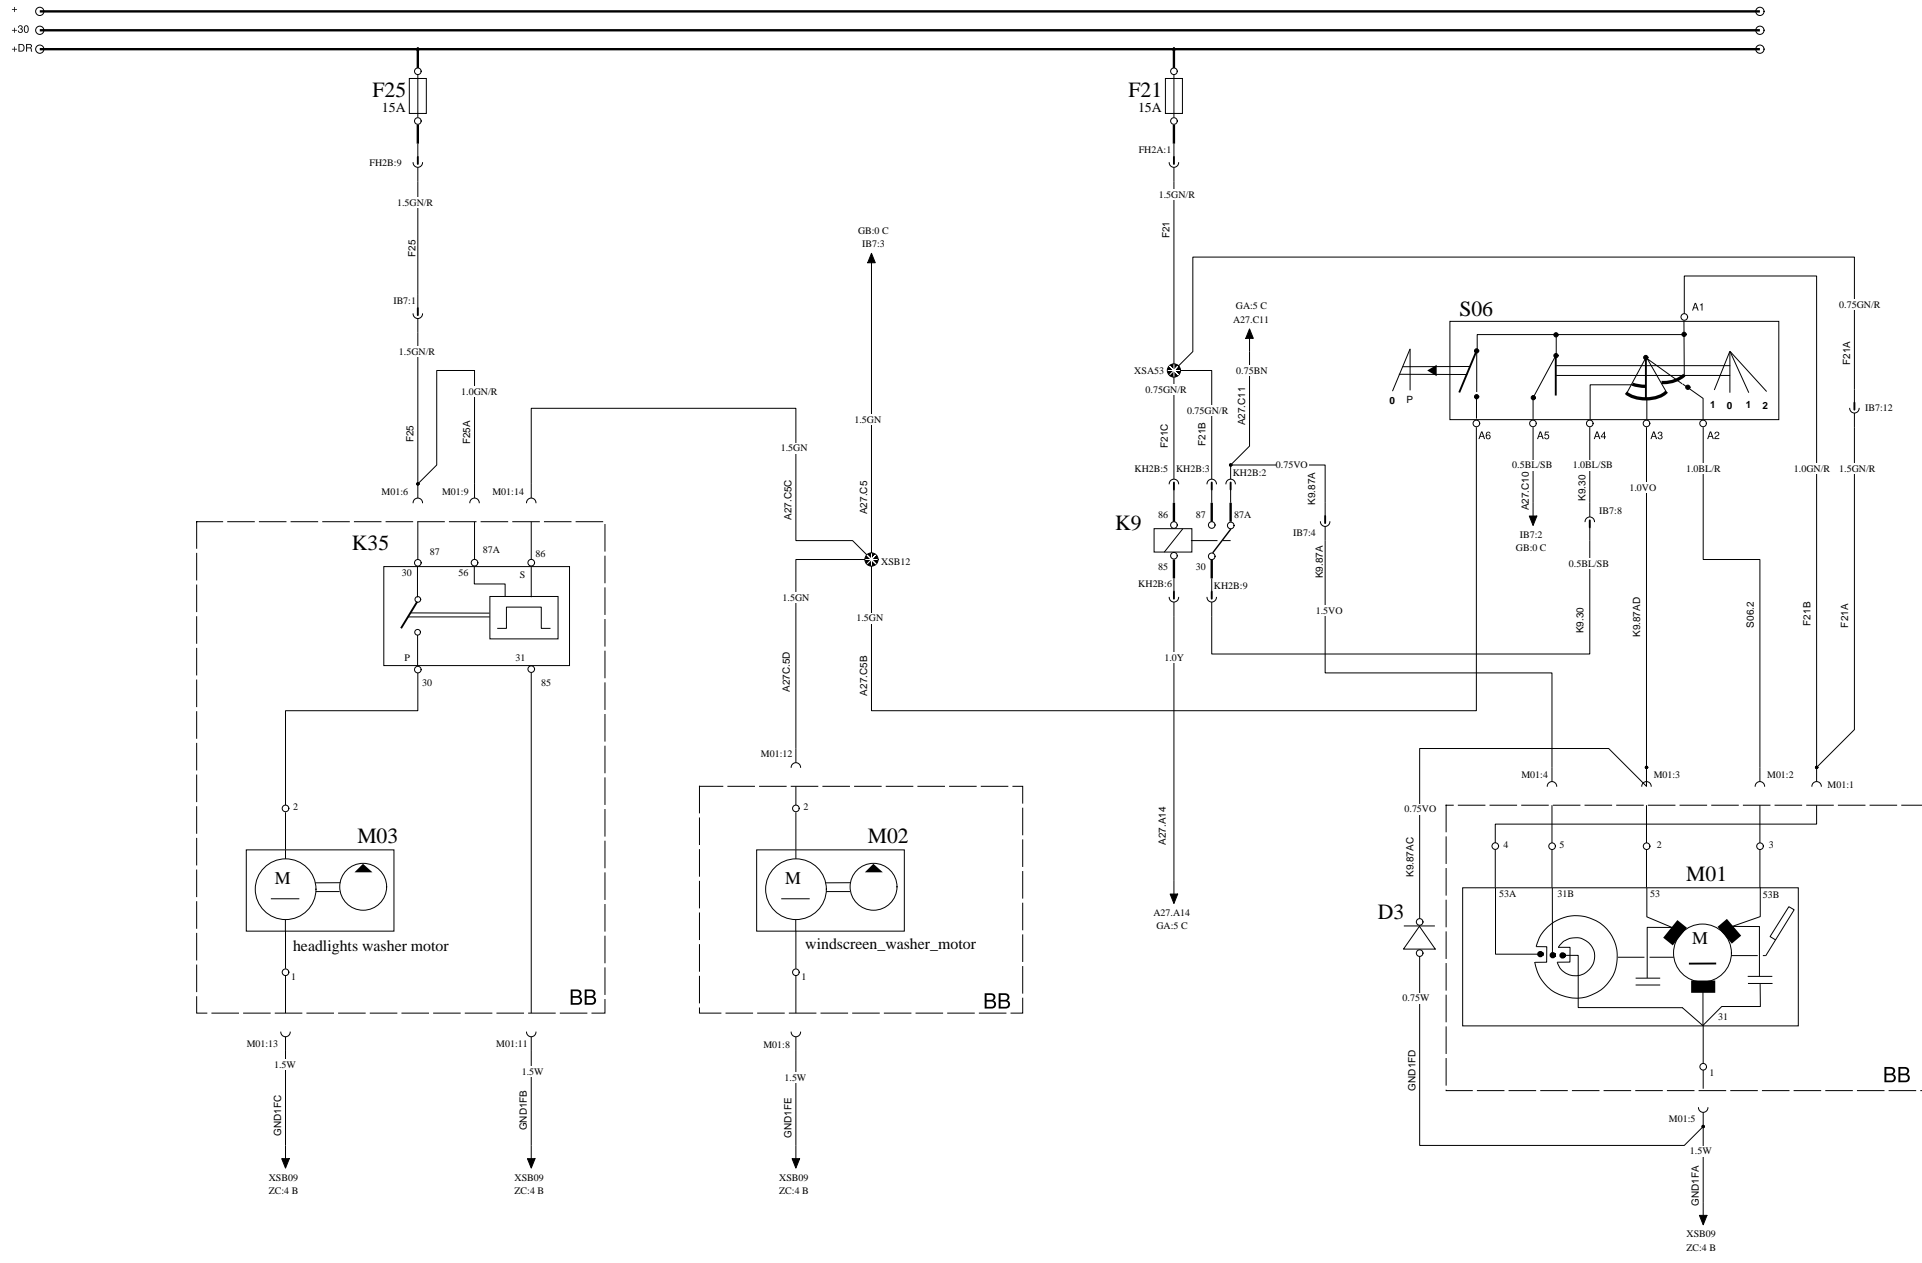 +
+30
+DR
F25
15A
F21
15A
FH2B:9
FH2A:1
1.5GN/R
1.5GN/R
F25
F21
GB:0 C
IB7:3
IB7:1
GA:5 C
A27.C11
S06
A1
0.75GN/R
1.5GN/R
F21A
XSA53
0.75BN
0.75GN/R
1.0GN/R
0.75GN/R
A27.C11
0 P
1 0 1 2
IB7:12
F25
F25A
1.5GN
1.5GN
F21C
F21B
A6
A5
A4
A3
A2
M01:6
M01:9
M01:14
KH2B:5
KH2B:3
KH2B:2
0.75VO
0.5BL/SB
1.0BL/SB
1.0BL/R
1.0GN/R
1.5GN/R
A27.C5C
A27.C5
K9.87A
A27.C10
K9.30
1.0VO
K35
K9
86
87
87A
IB7:4
IB7:8
IB7:2
GB:0 C
87
87A
86
30
56
S
XSB12
85
30
K9.87A
0.5BL/SB
KH2B:6
KH2B:9
1.5GN
1.5GN
1.5VO
K9.30
K9.87AD
S06.2
F21B
F21A
P
31
30
85
A27C.5D
A27.C5B
1.0Y
M01:12
M01:4
M01:3
M01:2
M01:1
2
2
0.75VO
A27.A14
M03
M02
K9.87AC
4
5
2
3
M
M
M01
53A
31B
53
53B
A27.A14
GA:5 C
D3
headlights washer motor
windscreen_washer_motor
M
1
1
BB
BB
0.75W
31
M01:13
M01:11
M01:8
1.5W
1.5W
1.5W
GND1FD
1
BB
GND1FC
GND1FB
GND1FE
M01:5
1.5W
XSB09
ZC:4 B
XSB09
ZC:4 B
XSB09
ZC:4 B
GND1FA
XSB09
ZC:4 B